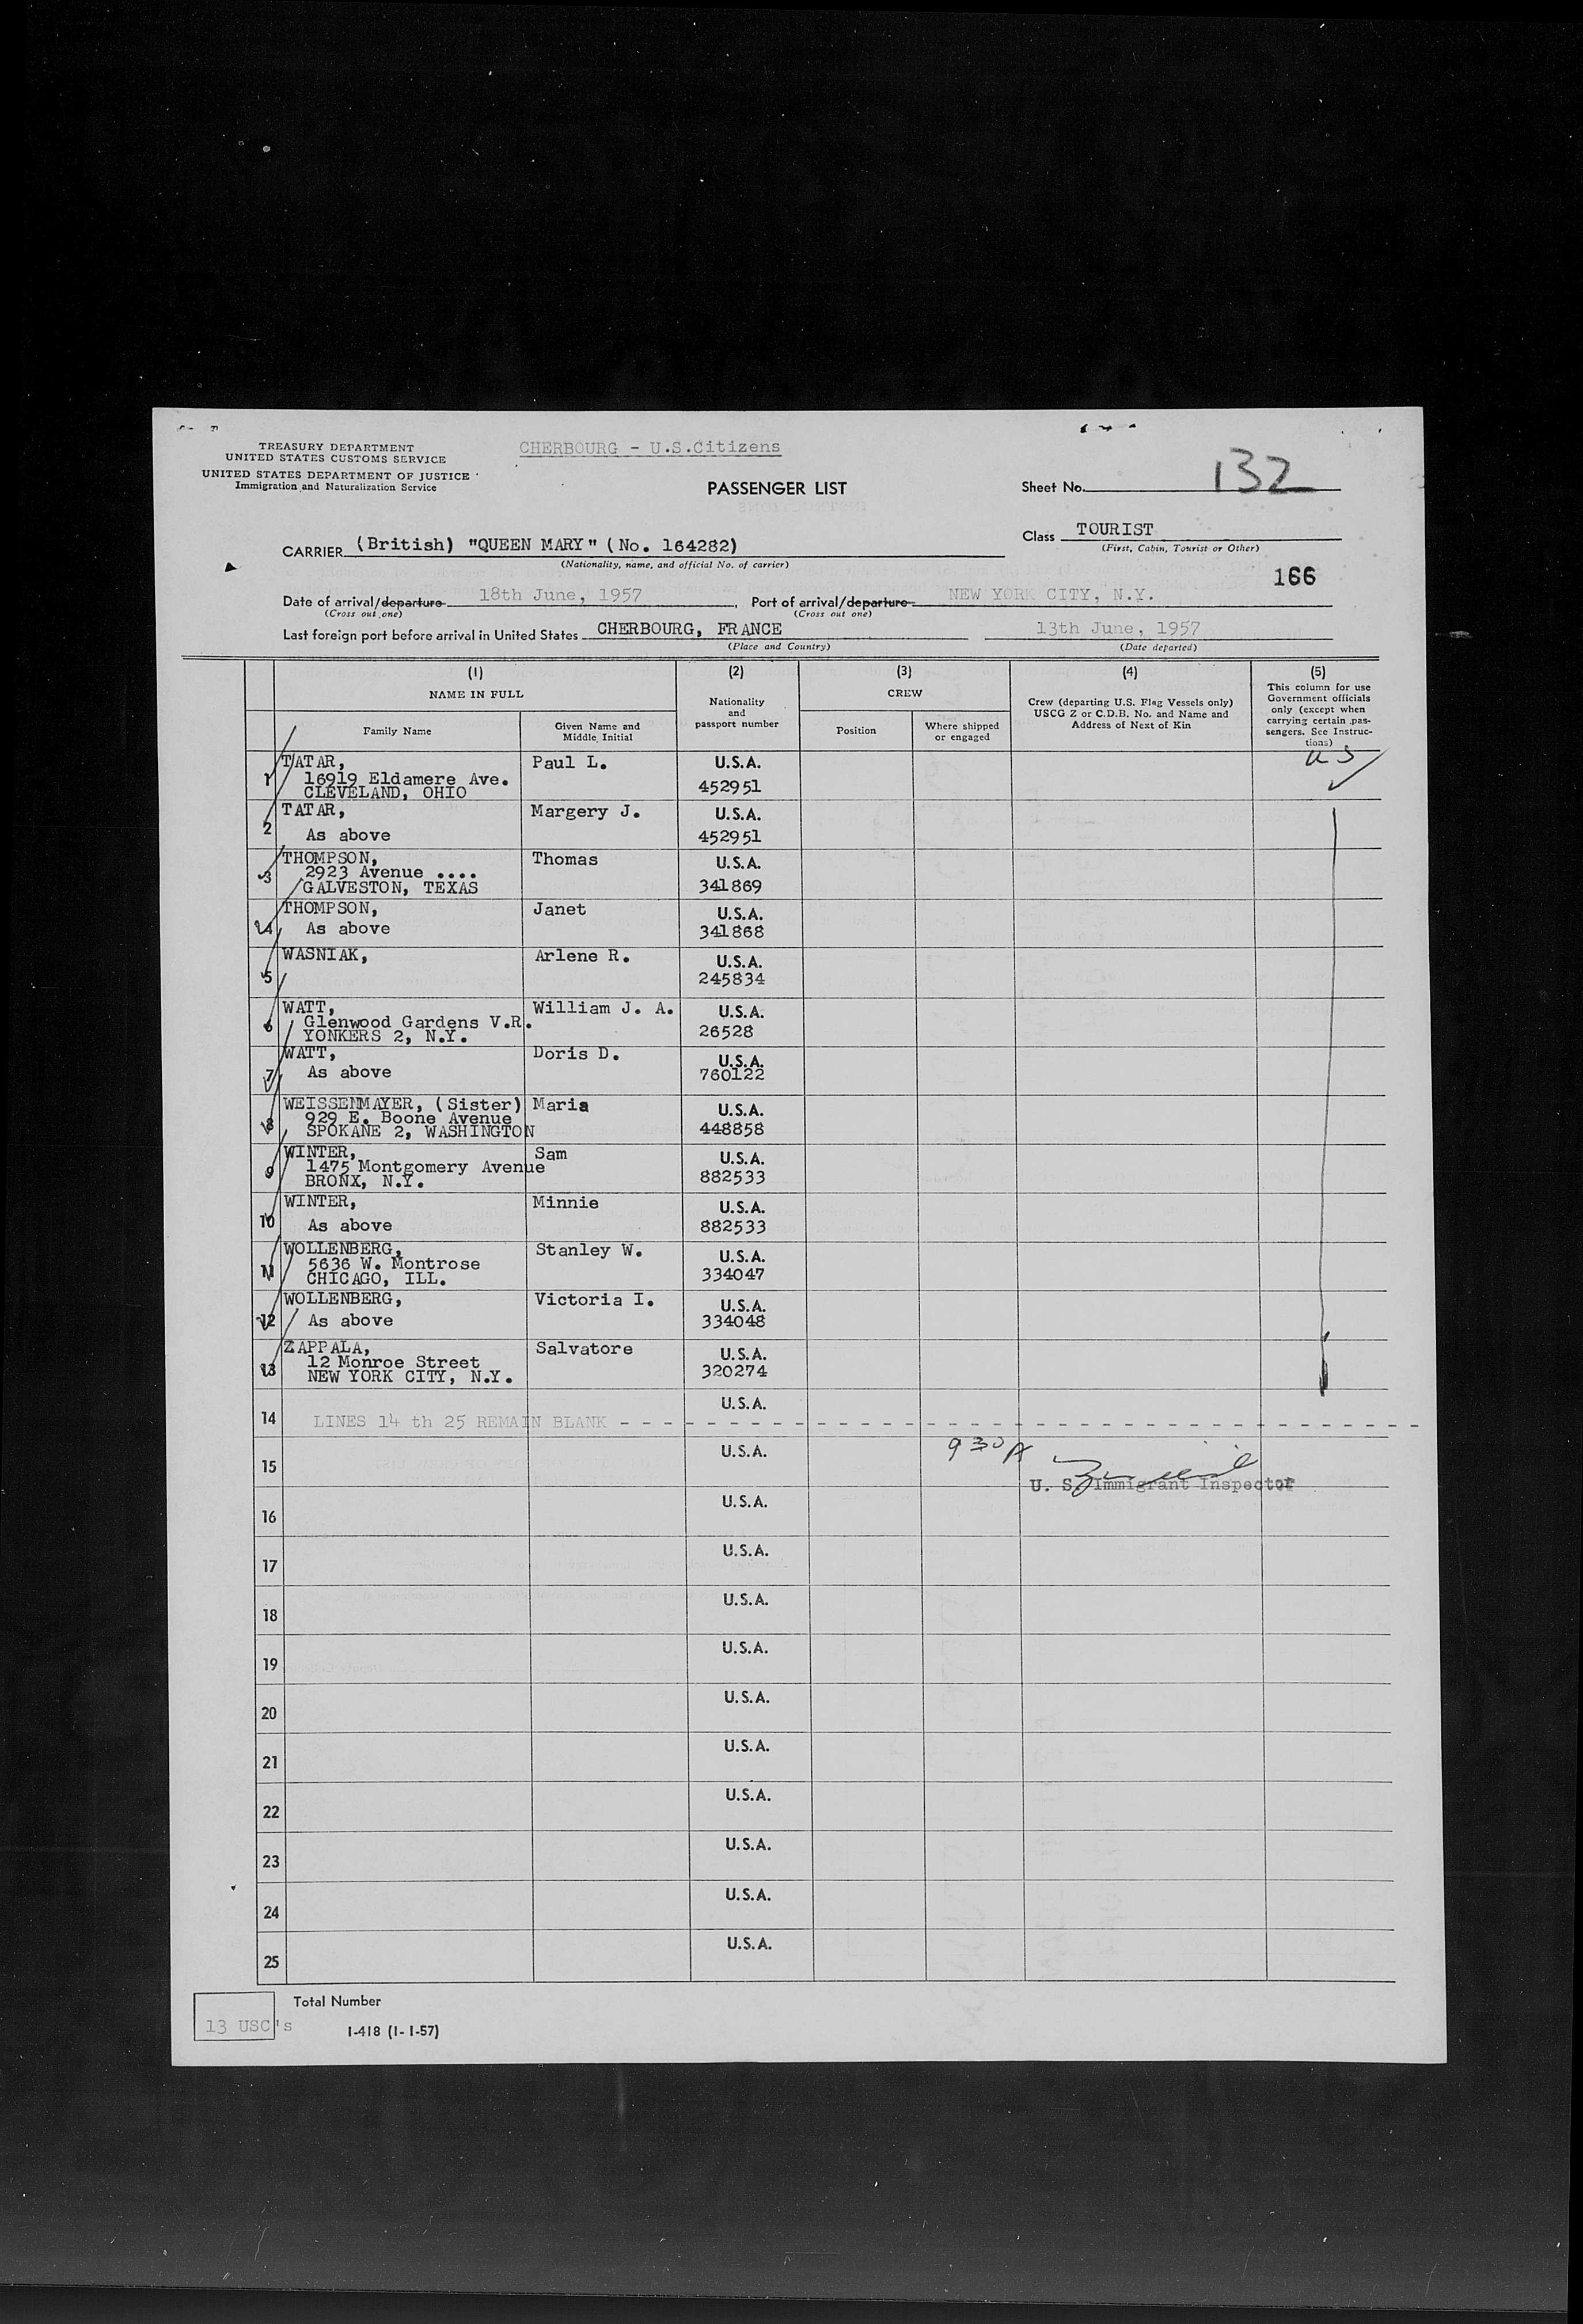 TREASURY DEPARTMENT
UNITED STATES CUSTOMS SERVICE
UNITED STATES DEPARTMENT OF JUSTICE
Immigration and Naturalization Service
CHERBOURG - U.S.Citizens
PASSENGER LIST
Sheet No. 132
CARRIER (British) "QUEEN MARY" (No. 164282)
(Nationality, name, and official No. of carrier)
Class TOURIST
(First, Cabin, Tourist or Other)
166
Date of arrival/departure 18th June, 1957, Port of arrival/departure NEW YORK CITY, N.Y.
(Cross out one) (Cross out one)
Last foreign port before arrival in United States CHERBOURG, FRANCE 13th June, 1957
(Place and Country) (Date departed)
(1) (2) (3) (4) (5)
NAME IN FULL
Family Name
Given Name and
Middle Initial
Nationality
and
passport number
CREW
Position
Where shipped
or engaged
Crew (departing U.S. Flag Vessels only)
USCG Z or C.D.B. No. and Name and
Address of Next of Kin
This column for use
Government officials
only (except when
carrying certain pas-
sengers. See Instruc-
tions)
1 TATAR, Paul L. U.S.A. US
16919 Eldamere Ave. 452951
CLEVELAND, OHIO
2 TATAR, Margery J. U.S.A.
As above 452951
3 THOMPSON, Thomas U.S.A.
2923 Avenue ....
GALVESTON, TEXAS 341869
4 THOMPSON, Janet U.S.A.
As above 341868
5 WASNIAK, Arlene R. U.S.A.
245834
6 WATT, William J. A. U.S.A.
Glenwood Gardens V.R. 26528
YONKERS 2, N.Y.
7 WATT, Doris D. U.S.A.
As above 760122
8 WEISSENMAYER, (Sister) Maria U.S.A.
929 E. Boone Avenue
SPOKANE 2, WASHINGTON 448858
9 WINTER, Sam U.S.A.
1475 Montgomery Avenue 882533
BRONX, N.Y.
10 WINTER, Minnie U.S.A.
As above 882533
11 WOLLENBERG, Stanley W. U.S.A.
5636 W. Montrose 334047
CHICAGO, ILL.
12 WOLLENBERG, Victoria I. U.S.A.
As above 334048
13 ZAPPALA, Salvatore U.S.A.
12 Monroe Street 320274
NEW YORK CITY, N.Y.
14 LINES 14 th 25 REMAIN BLANK - - - U.S.A.
15 U.S.A. 930A
U. S. Immigrant Inspector
16 U.S.A.
17 U.S.A.
18 U.S.A.
19 U.S.A.
20 U.S.A.
21 U.S.A.
22 U.S.A.
23 U.S.A.
24 U.S.A.
25 U.S.A.
Total Number
13 USC's
I-418 (1-1-57)